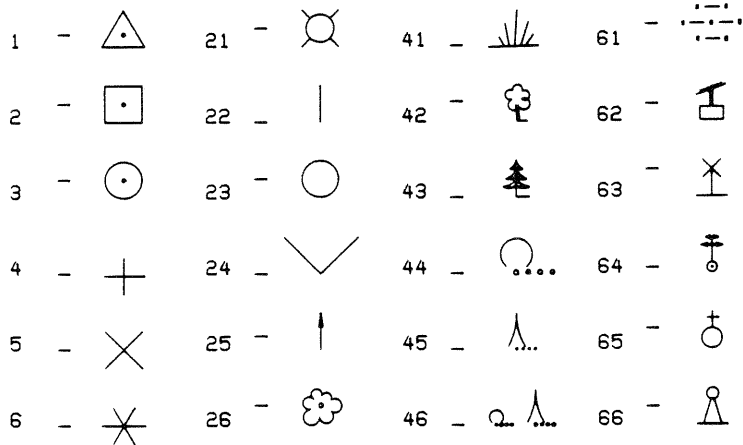 1 - 21 - 41 - 61 -
2 - 22 - 42 - 62 -
3 - 23 - 43 - 63 -
4 - 24 - 44 - 64 -
5 - 25 - 45 - 65 -
6 - 26 - 46 - 66 -